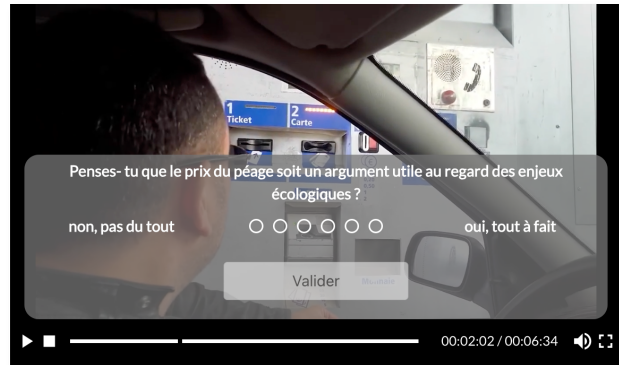 1
Ticket
2
Carte
Penses- tu que le prix du péage soit un argument utile au regard des enjeux
écologiques ?
non, pas du tout
oui, tout à fait
Valider
00:02:02 / 00:06:34